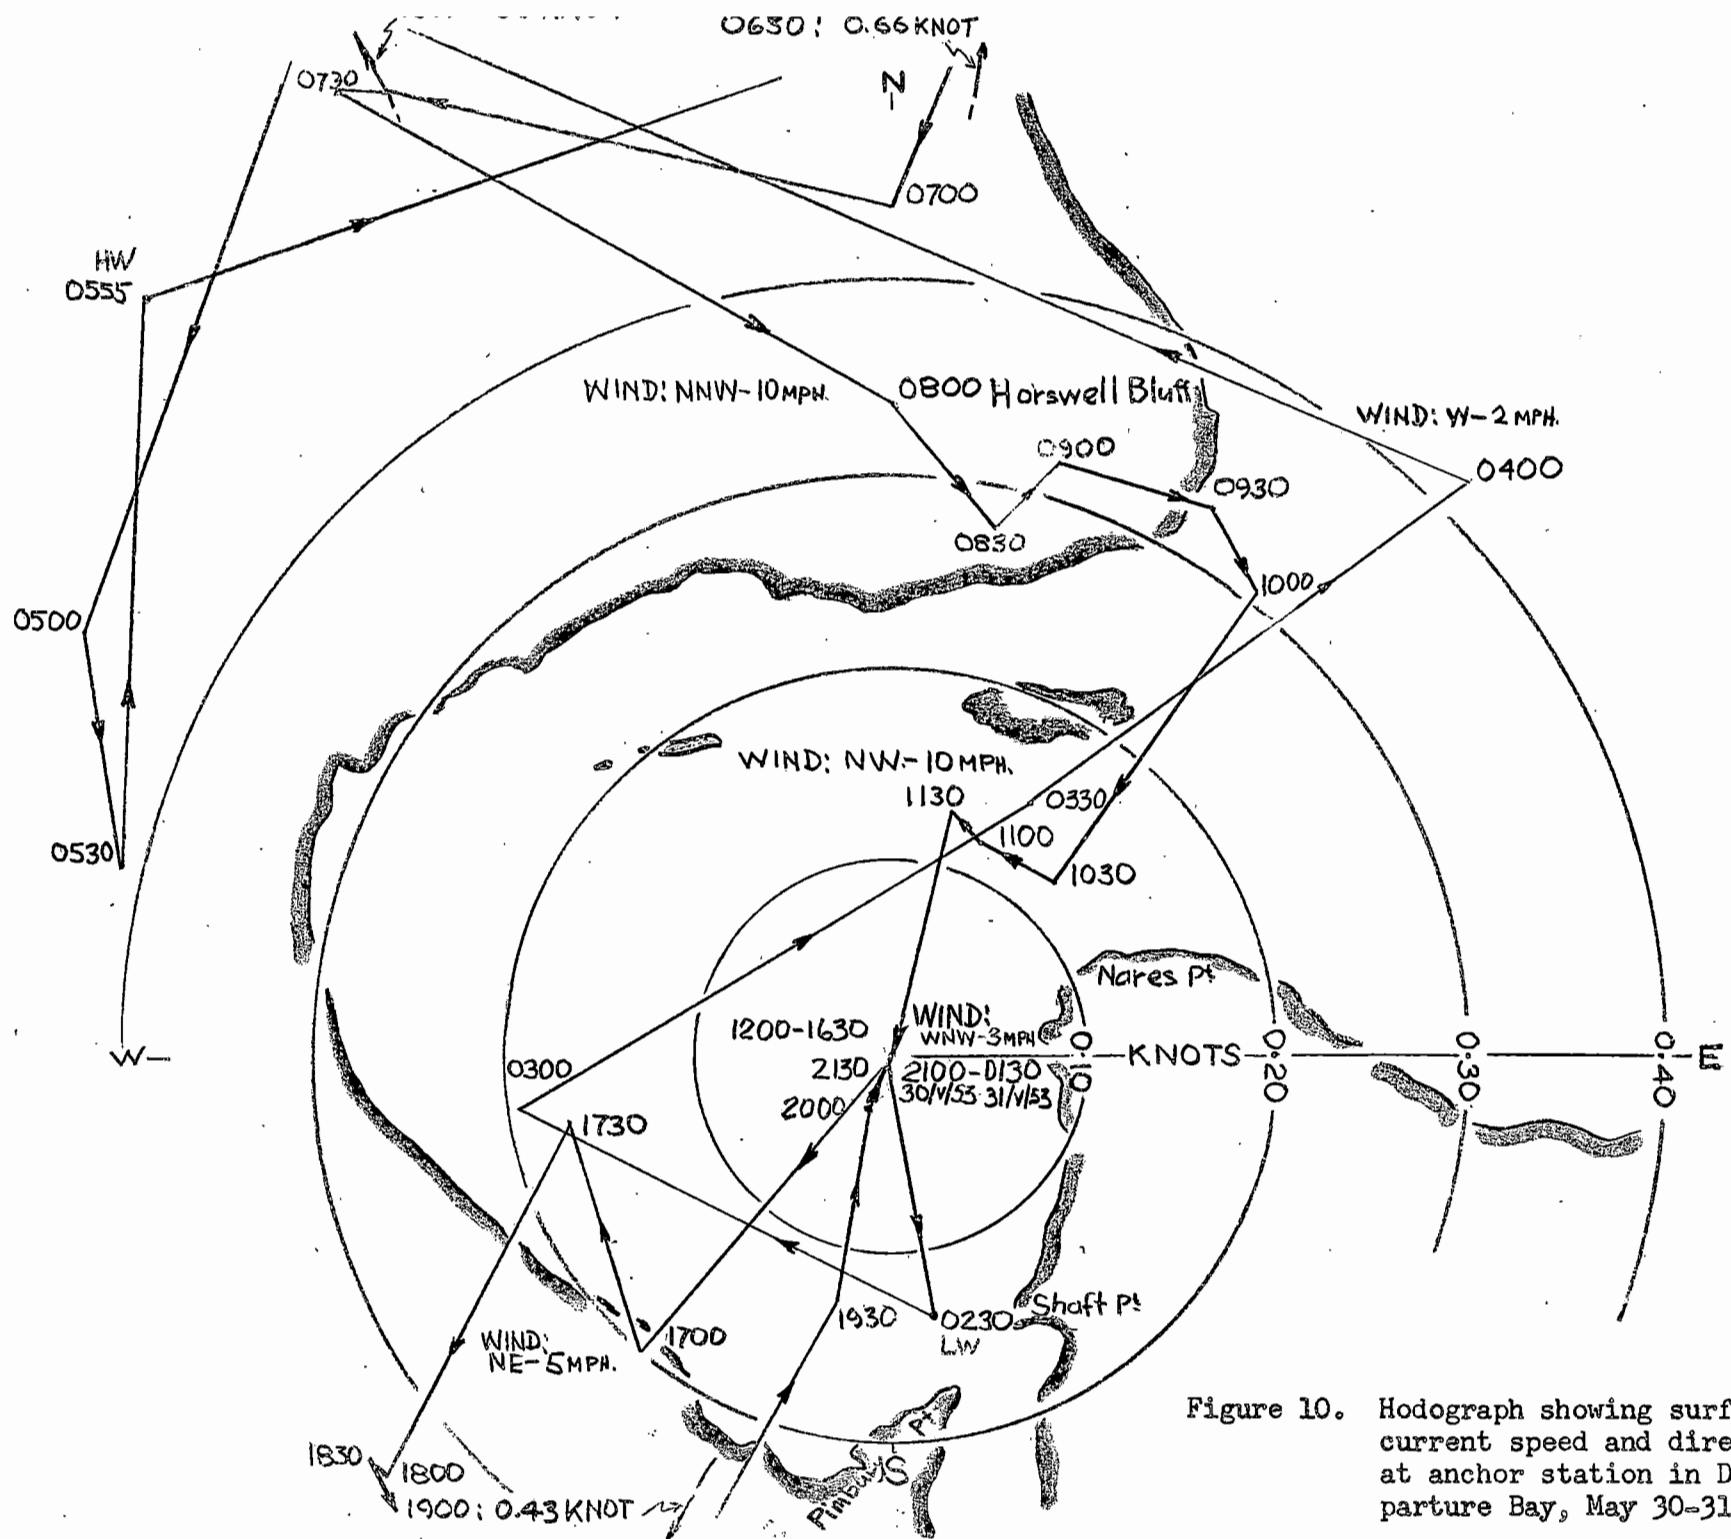 0630: 0.66 KNOT
0730
N
0700
HW
0555
WIND: NNW-10 MPH.
0800 Horswell Bluff
WIND: W-2 MPH.
0900
0400
0930
0830
1000
0500
WIND: NW.-10 MPH.
1130
0330
1100
0530
1030
Nares Pt
1200-1630
WIND:
WNW-3 MPH
W
0.10
KNOTS
0.20
0.30
0.40
E
0300
2130
2100-0130
30/V/53-31/V/53
2000
1730
1930
0230
LW
Shaft Pt
1700
WIND:
NE-5 MPH.
Pt
S
1830
1800
1900: 0.43 KNOT
Figure 10. Hodograph showing surf
current speed and dire
at anchor station in D
parture Bay, May 30-31